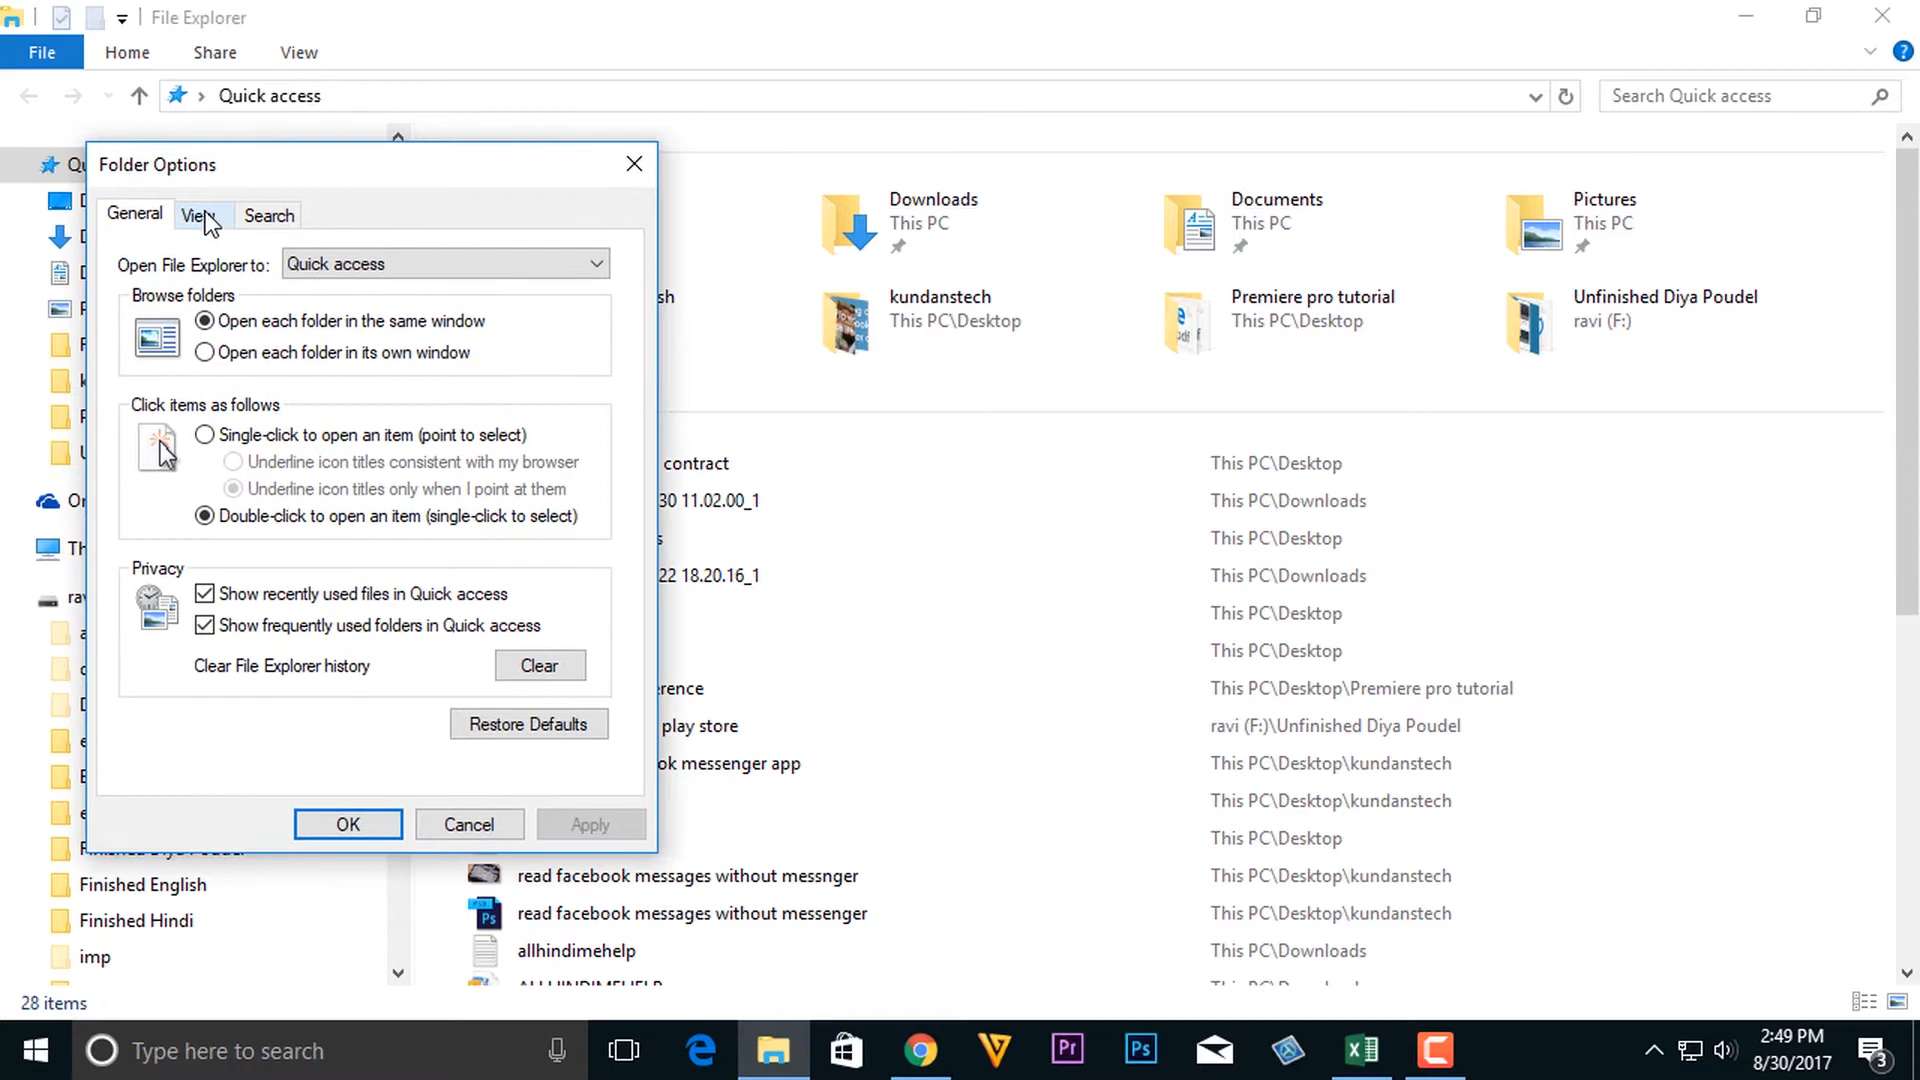 File Explorer
File Home Share View
Quick access
Search Quick access
Folder Options
General View Search
Open File Explorer to: Quick access
Browse folders
Open each folder in the same window
Open each folder in its own window
Click items as follows
Single-click to open an item (point to select)
Underline icon titles consistent with my browser
Underline icon titles only when I point at them
Double-click to open an item (single-click to select)
Privacy
Show recently used files in Quick access
Show frequently used folders in Quick access
Clear File Explorer history Clear
Restore Defaults
OK Cancel Apply
Finished English
Finished Hindi
imp
Downloads
This PC
Documents
This PC
Pictures
This PC
kundanstech
This PC\Desktop
Premiere pro tutorial
This PC\Desktop
Unfinished Diya Poudel
ravi (F:)
contract This PC\Desktop
30 11.02.00_1 This PC\Downloads
This PC\Desktop
22 18.20.16_1 This PC\Downloads
This PC\Desktop
This PC\Desktop
This PC\Desktop\Premiere pro tutorial
play store ravi (F:)\Unfinished Diya Poudel
messenger app This PC\Desktop\kundanstech
This PC\Desktop\kundanstech
This PC\Desktop
read facebook messages without messnger This PC\Desktop\kundanstech
read facebook messages without messenger This PC\Desktop\kundanstech
allhindimehelp This PC\Downloads
28 items
Type here to search
2:49 PM
8/30/2017
3